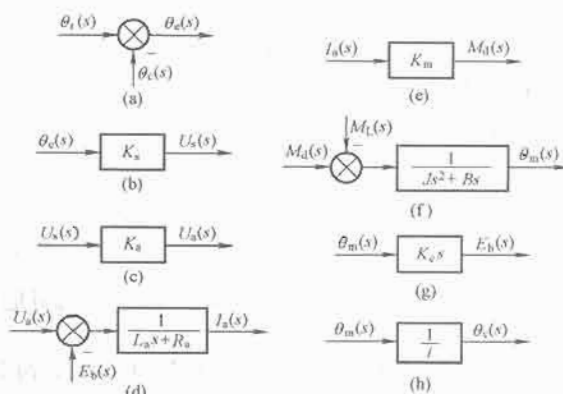 θr(s) θe(s)
θc(s)
(a)
θe(s) Ks Us(s)
(b)
Us(s) Ka Ua(s)
(c)
Ua(s) 1 / (Las+Ra) Ia(s)
Eb(s)
(d)
Ia(s) Km Md(s)
(e)
ML(s)
Md(s) 1 / (Js²+Bs) θm(s)
(f)
θm(s) Kes Eb(s)
(g)
θm(s) 1 / i θc(s)
(h)